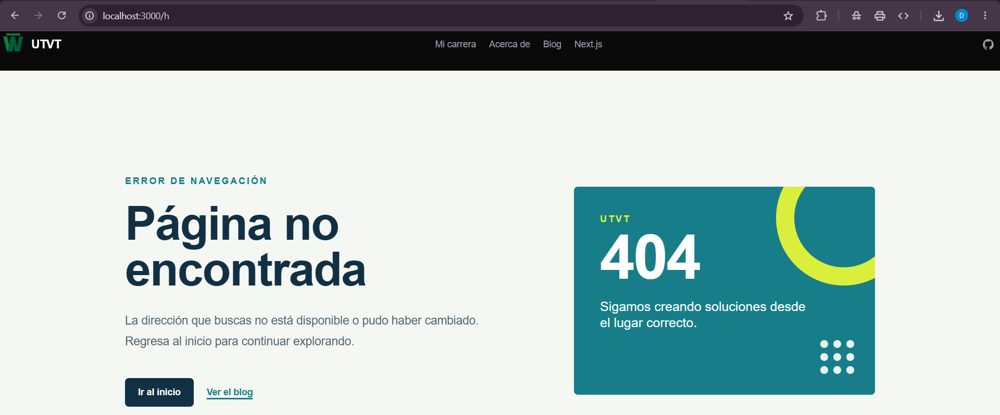 localhost:3000/h
D
UTVT
Mi carrera Acerca de Blog Next.js
ERROR DE NAVEGACIÓN
Página no
encontrada
La dirección que buscas no está disponible o pudo haber cambiado.
Regresa al inicio para continuar explorando.
Ir al inicio Ver el blog
UTVT
404
Sigamos creando soluciones desde
el lugar correcto.